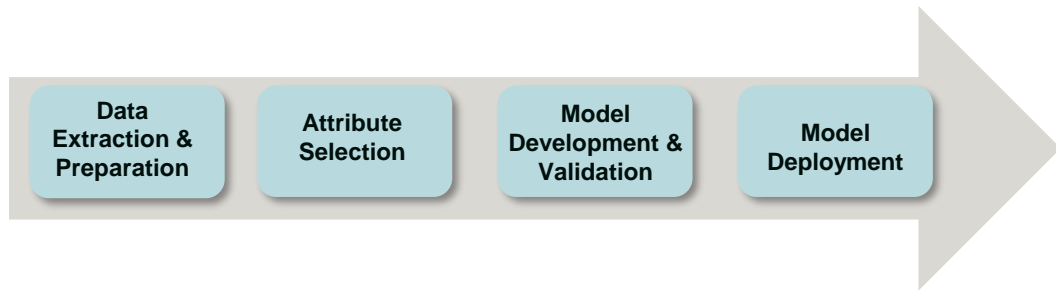 Data
Extraction &
Preparation
Attribute
Selection
Model
Development &
Validation
Model
Deployment